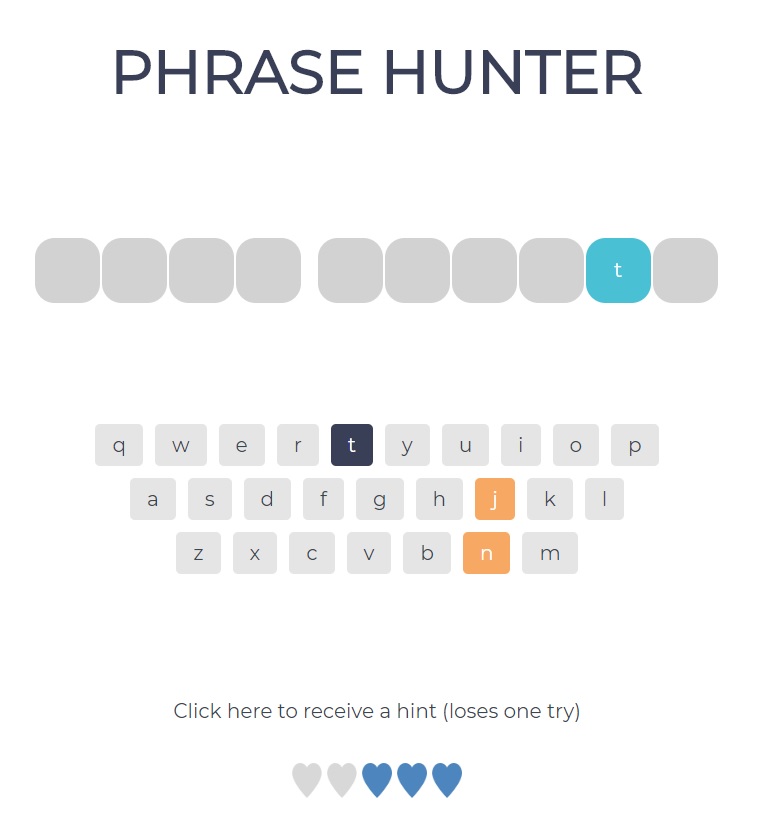 PHRASE HUNTER
t
q w e r t y u i o p
a s d f g h j k l
z x c v b n m
Click here to receive a hint (loses one try)